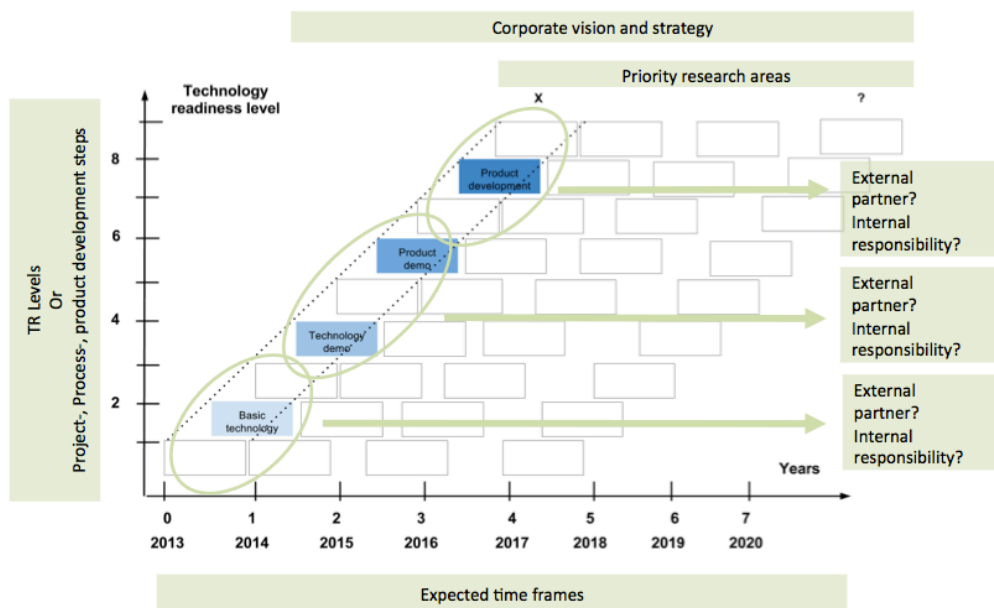 Corporate vision and strategy
Priority research areas
Technology
readiness level
X
?
TR Levels
Or
Project-, Process-, product development steps
8
6
4
2
Product
development
Product
demo
Technology
demo
Basic
technology
External
partner?
Internal
responsibility?
External
partner?
Internal
responsibility?
External
partner?
Internal
responsibility?
Years
0 1 2 3 4 5 6 7
2013 2014 2015 2016 2017 2018 2019 2020
Expected time frames